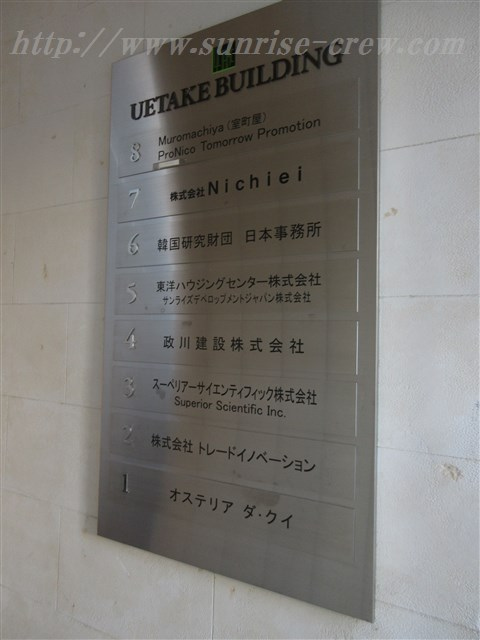 http://www.sunrise-crew.com
UETAKE BUILDING
8 Muromachiya (室町屋)
ProNico Tomorrow Promotion
7 株式会社 Nichiei
6 韓国研究財団 日本事務所
5 東洋ハウジングセンター株式会社
サンライズデベロップメントジャパン株式会社
4 政川建設株式会社
3 スーペリアーサイエンティフィック株式会社
Superior Scientific Inc.
2 株式会社 トレードイノベーション
1 オステリア ダ・クイ